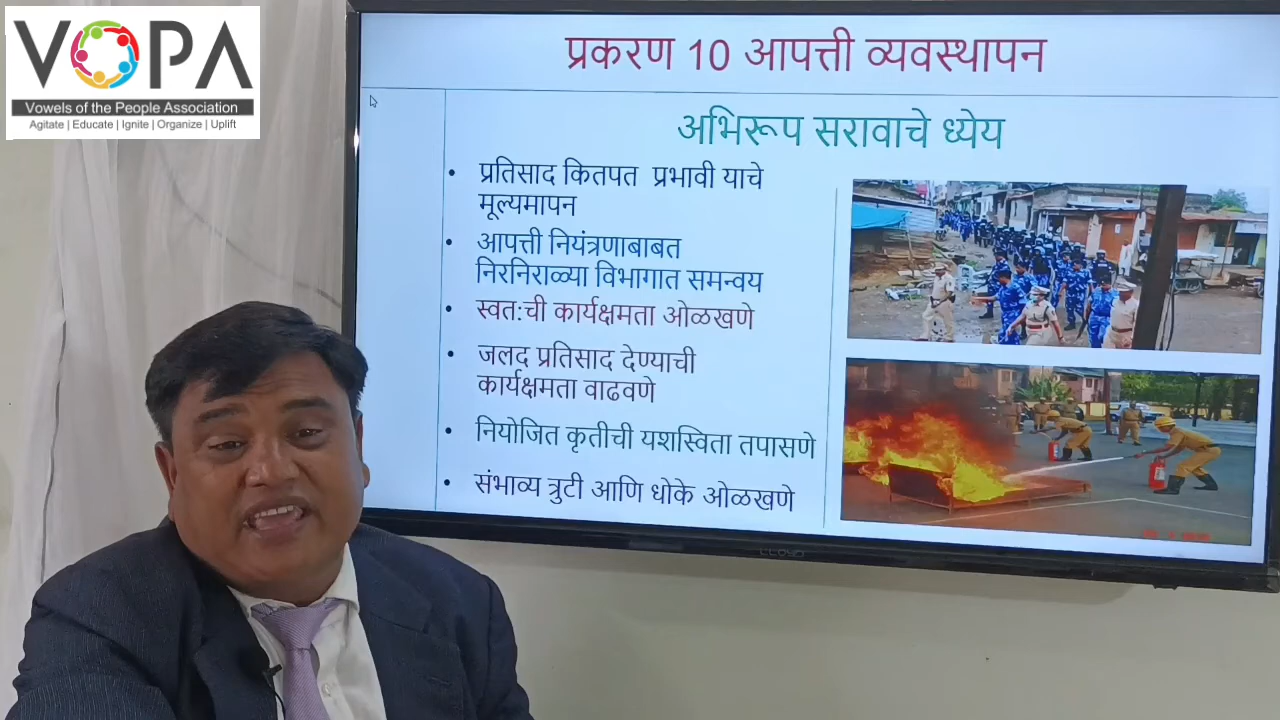 VOPA
Vowels of the People Association
Agitate | Educate | Ignite | Organize | Uplift
प्रकरण 10 आपत्ती व्यवस्थापन
अभिरूप सरावाचे ध्येय
• प्रतिसाद कितपत प्रभावी याचे
मूल्यमापन
• आपत्ती नियंत्रणाबाबत
निरनिराळ्या विभागात समन्वय
• स्वत:ची कार्यक्षमता ओळखणे
• जलद प्रतिसाद देण्याची
कार्यक्षमता वाढवणे
• नियोजित कृतीची यशस्विता तपासणे
• संभाव्य त्रुटी आणि धोके ओळखणे
LLOYD